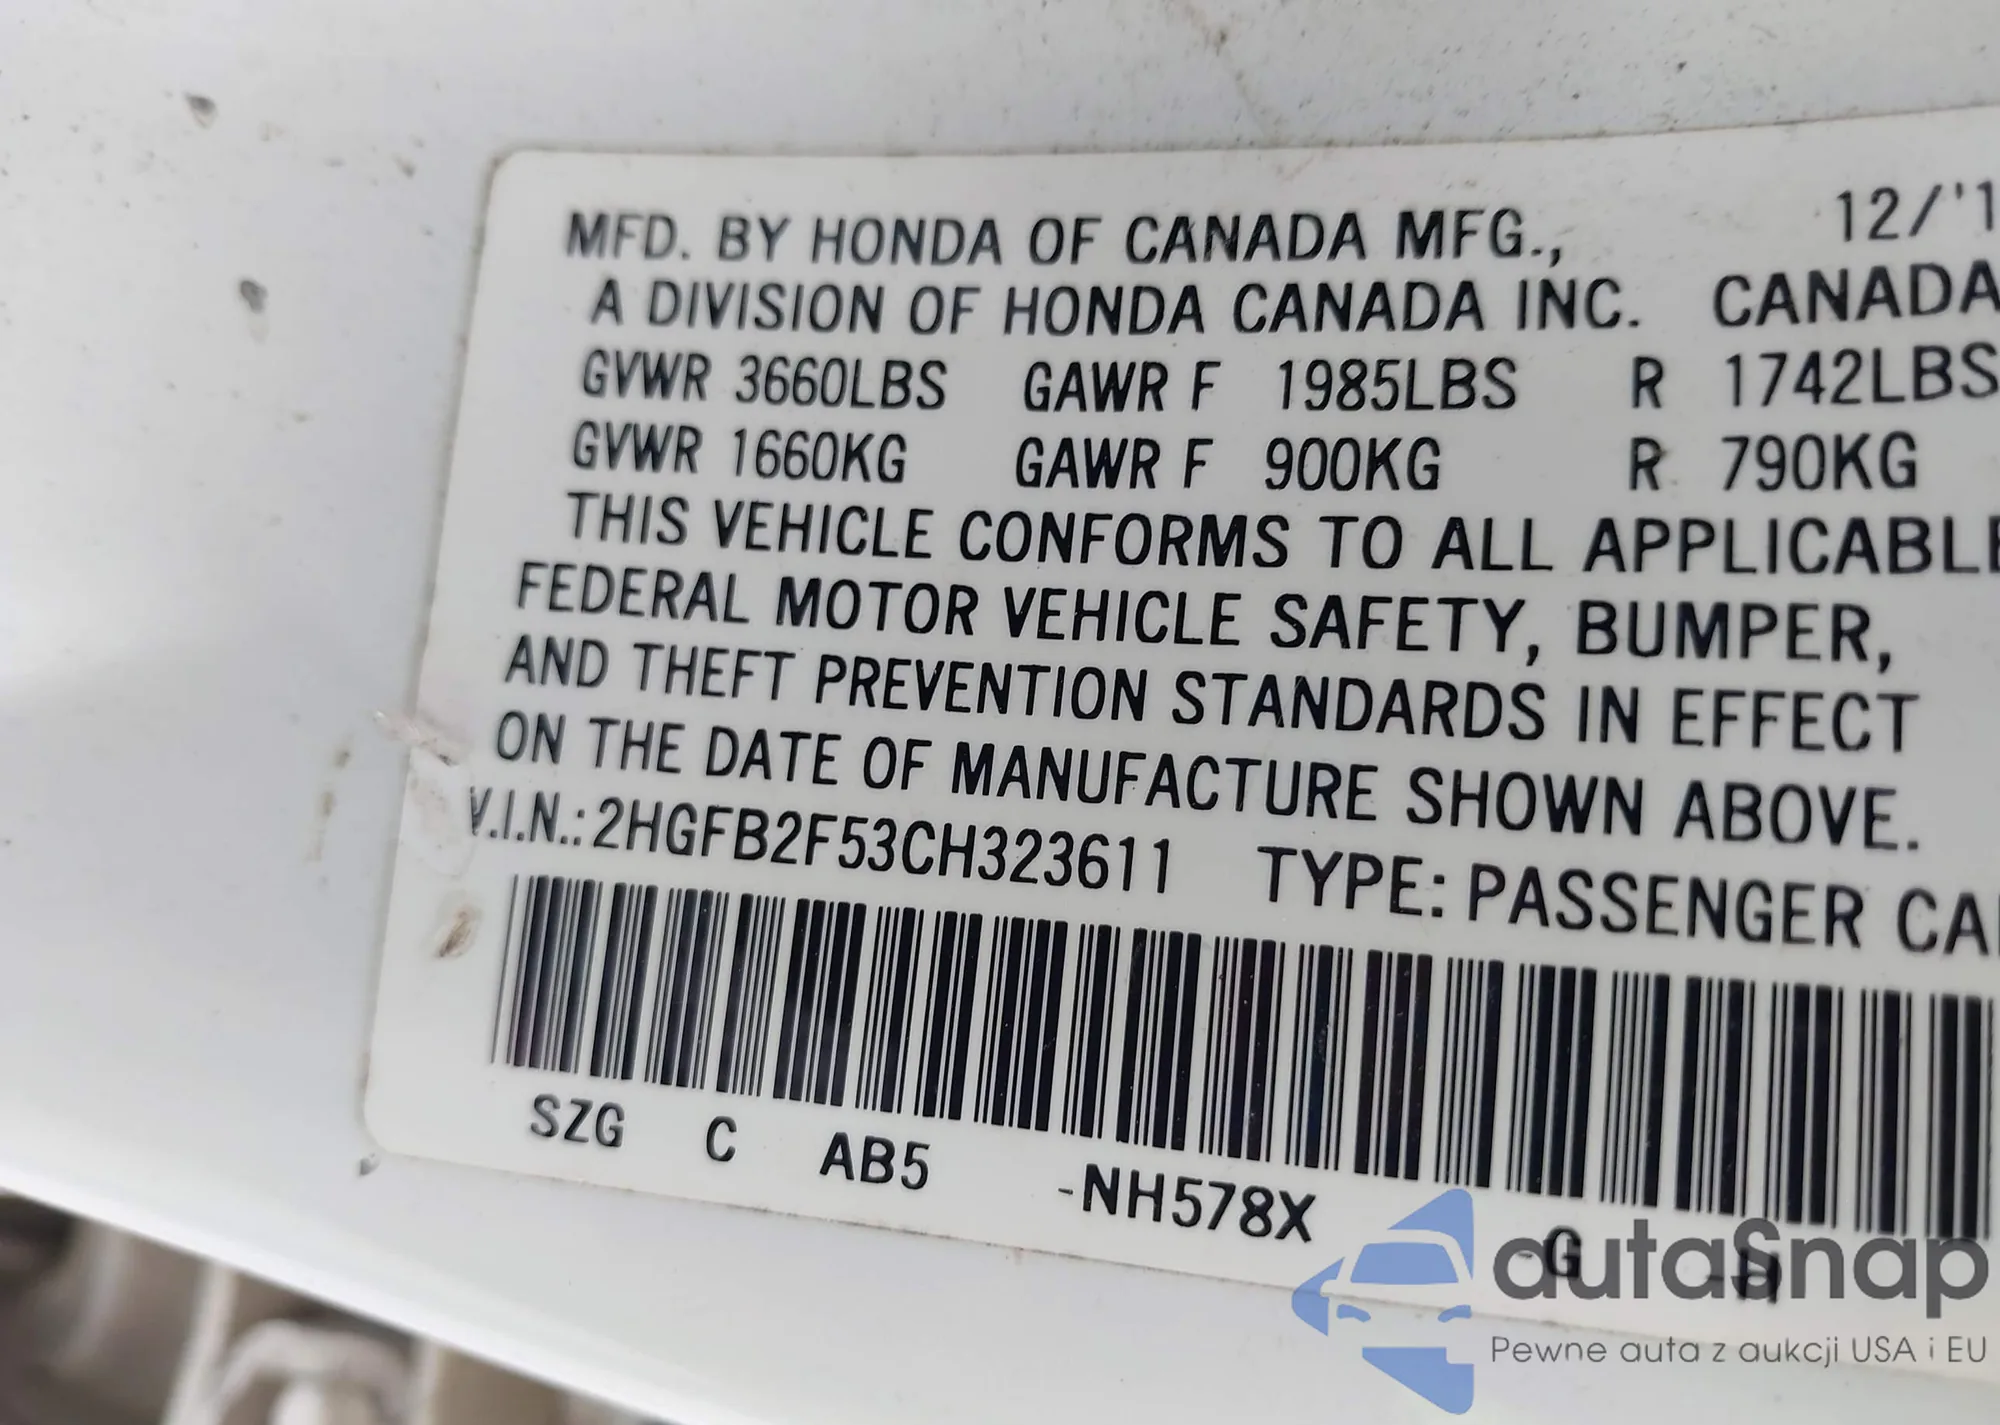 MFD. BY HONDA OF CANADA MFG., 12/'1
A DIVISION OF HONDA CANADA INC. CANADA
GVWR 3660LBS GAWR F 1985LBS R 1742LBS
GVWR 1660KG GAWR F 900KG R 790KG
THIS VEHICLE CONFORMS TO ALL APPLICABLE
FEDERAL MOTOR VEHICLE SAFETY, BUMPER,
AND THEFT PREVENTION STANDARDS IN EFFECT
ON THE DATE OF MANUFACTURE SHOWN ABOVE.
V.I.N.: 2HGFB2F53CH323611 TYPE: PASSENGER CA
SZG C AB5 -NH578X -G -H
autaSnap
Pewne auta z aukcji USA i EU